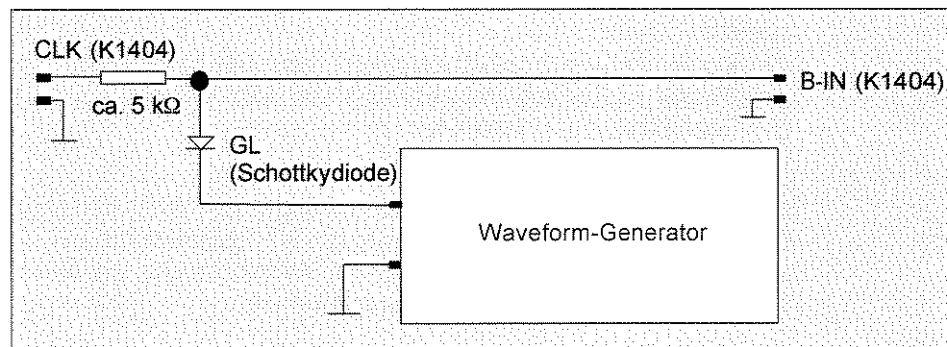 CLK (K1404)
B-IN (K1404)
ca. 5 kΩ
GL
(Schottkydiode)
Waveform-Generator